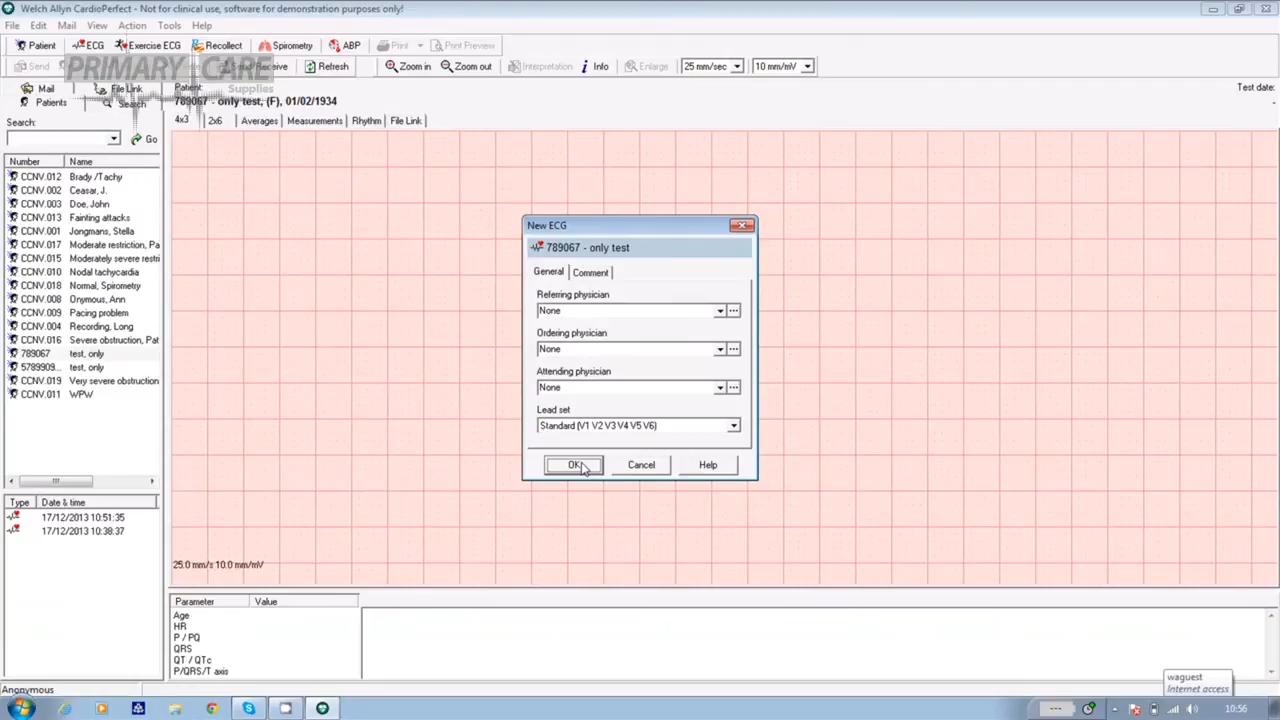 Welch Allyn CardioPerfect - Not for clinical use, software for demonstration purposes only!
File Edit Mail View Action Tools Help
Patient ECG Exercise ECG Recollect Spirometry ABP Print Print Preview
Send Send/Receive Refresh Zoom in Zoom out Interpretation Info Enlarge 25 mm/sec 10 mm/mV
PRIMARY CARE
Supplies
Mail File Link
Patients Search
Patient: Test date:
789067 - only test, (F), 01/02/1934 -
4x3 2x6 Averages Measurements Rhythm File Link
Search:
Go
Number Name
CCNV.012 Brady /Tachy
CCNV.002 Ceasar, J.
CCNV.003 Doe, John
CCNV.013 Fainting attacks
CCNV.001 Jongmans, Stella
CCNV.017 Moderate restriction, Pa
CCNV.015 Moderately severe restri
CCNV.010 Nodal tachycardia
CCNV.018 Normal, Spirometry
CCNV.008 Onymous, Ann
CCNV.009 Pacing problem
CCNV.004 Recording, Long
CCNV.016 Severe obstruction, Pat
789067 test, only
5789909... test, only
CCNV.019 Very severe obstruction
CCNV.011 WPW
Type Date & time
17/12/2013 10:51:35
17/12/2013 10:38:37
New ECG
789067 - only test
General Comment
Referring physician
None
Ordering physician
None
Attending physician
None
Lead set
Standard (V1 V2 V3 V4 V5 V6)
OK Cancel Help
25.0 mm/s 10.0 mm/mV
Parameter Value
Age
HR
P / PQ
QRS
QT / QTc
P/QRS/T axis
Anonymous
waguest
Internet access
10:56